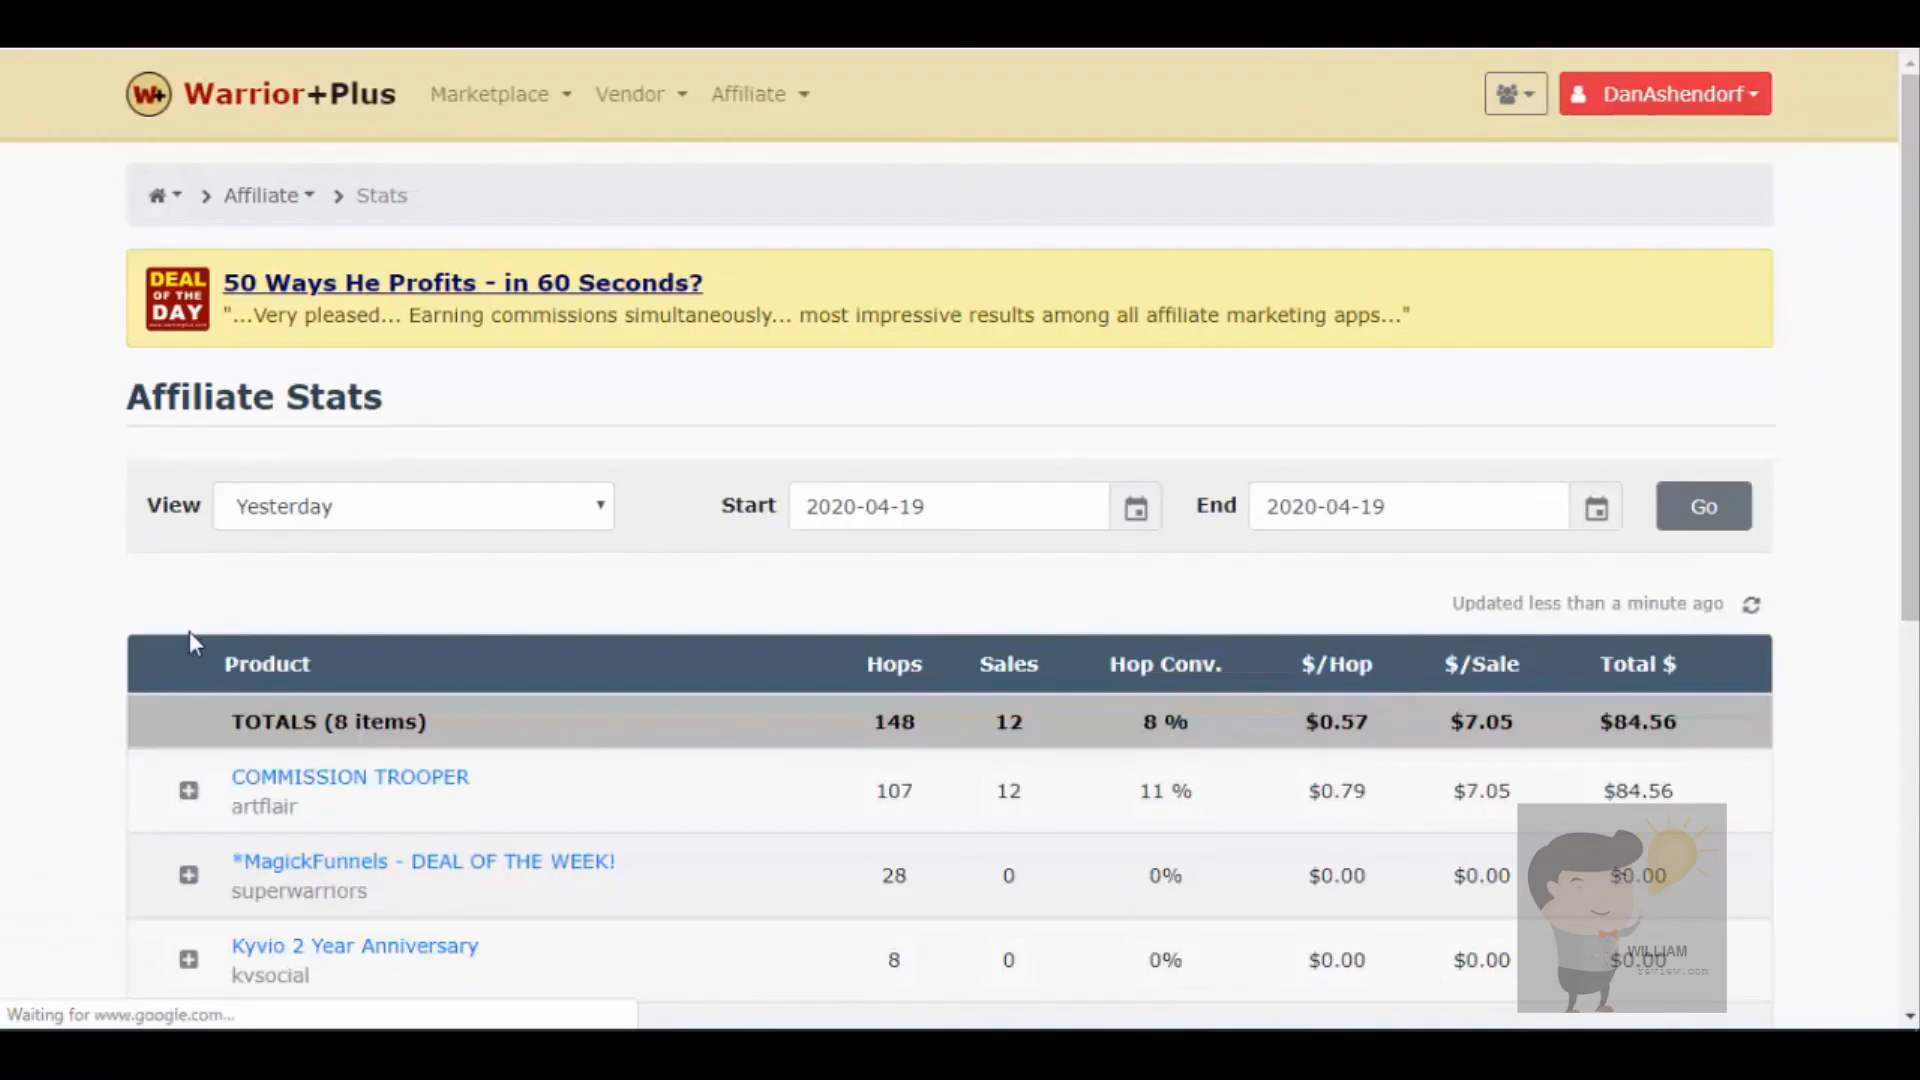 W+ Warrior+Plus Marketplace Vendor Affiliate DanAshendorf
Affiliate Stats
DEAL
OF THE
DAY
50 Ways He Profits - in 60 Seconds?
"...Very pleased... Earning commissions simultaneously... most impressive results among all affiliate marketing apps..."
Affiliate Stats
View Yesterday Start 2020-04-19 End 2020-04-19 Go
Updated less than a minute ago
Product Hops Sales Hop Conv. $/Hop $/Sale Total $
TOTALS (8 items) 148 12 8 % $0.57 $7.05 $84.56
COMMISSION TROOPER 107 12 11 % $0.79 $7.05 $84.56
artflair
*MagickFunnels - DEAL OF THE WEEK! 28 0 0% $0.00 $0.00 $0.00
superwarriors
Kyvio 2 Year Anniversary 8 0 0% $0.00 $0.00 $0.00
kvsocial
WILLIAM
review.com
Waiting for www.google.com...